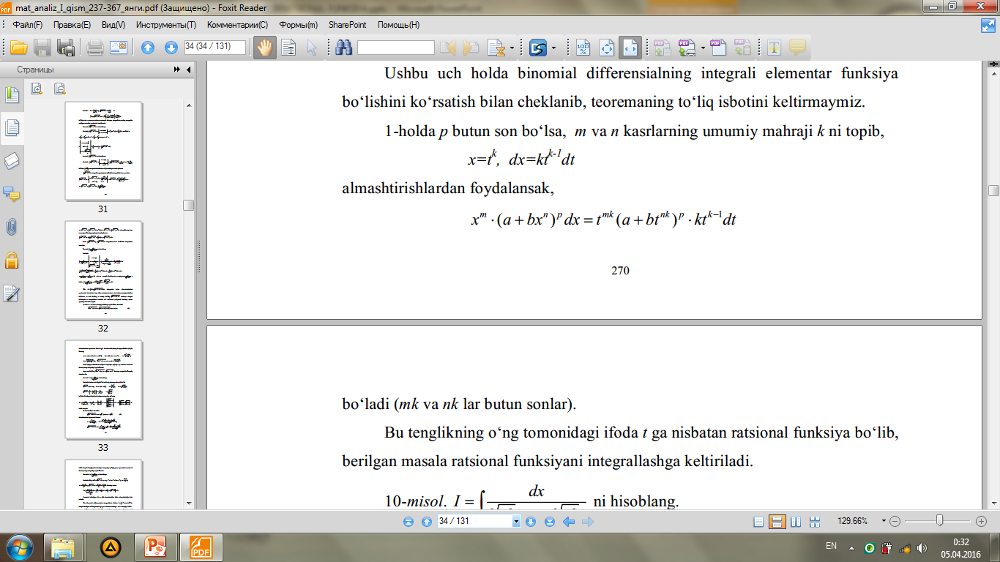 mat_analiz_I_qism_237-367_янги.pdf (Защищено) - Foxit Reader
Файл(F) Правка(E) Вид(V) Инструменты(T) Комментарии(C) Формы(m) SharePoint Помощь(H)
34 (34 / 131)
Страницы
31
32
33
Ushbu uch holda binomial differensialning integrali elementar funksiya
bo‘lishini ko‘rsatish bilan cheklanib, teoremaning to‘liq isbotini keltirmaymiz.
1-holda p butun son bo‘lsa, m va n kasrlarning umumiy mahraji k ni topib,
x=t^k, dx=kt^{k-1}dt
almashtirishlardan foydalansak,
x^m · (a + bx^n)^p dx = t^{mk}(a + bt^{nk})^p · kt^{k−1}dt
270
bo‘ladi (mk va nk lar butun sonlar).
Bu tenglikning o‘ng tomonidagi ifoda t ga nisbatan ratsional funksiya bo‘lib,
berilgan masala ratsional funksiyani integrallashga keltiriladi.
10-misol. I = ∫ dx ni hisoblang.
34 / 131
129.66%
EN
0:32
05.04.2016